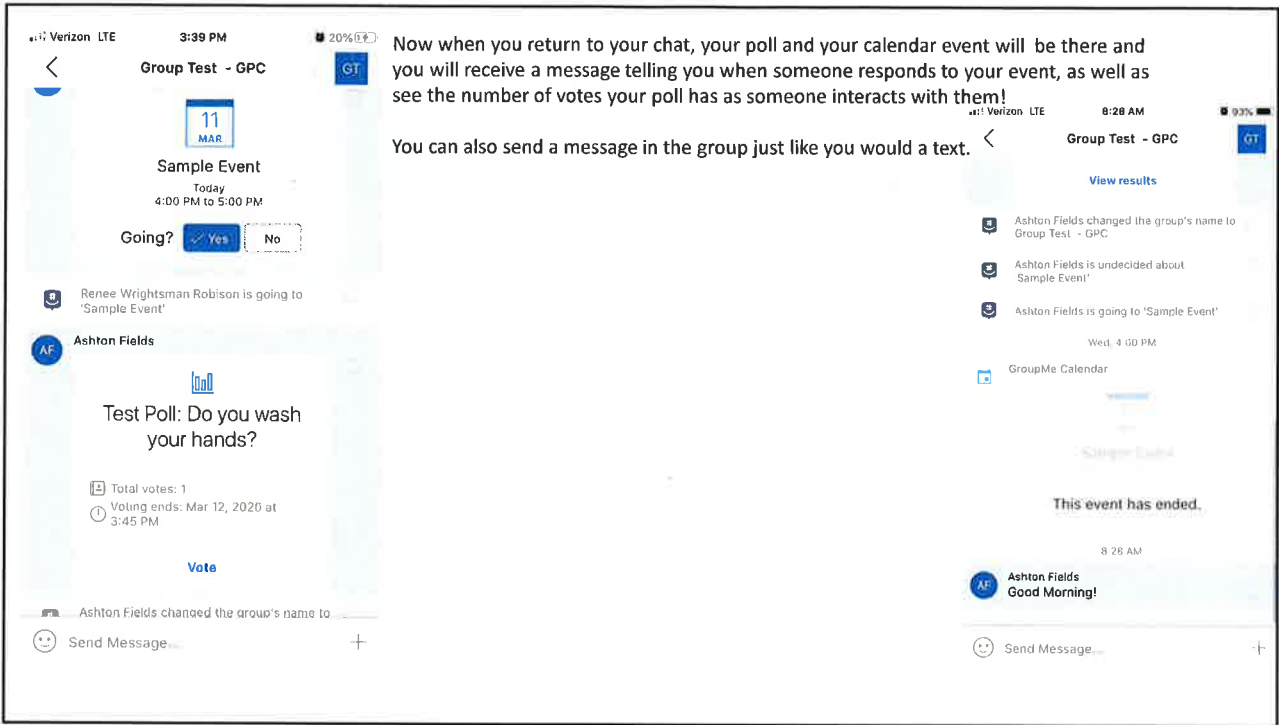 Verizon LTE 3:39 PM 20%
Group Test - GPC GT
11
MAR
Sample Event
Today
4:00 PM to 5:00 PM
Going? ✓ Yes No
Renee Wrightsman Robison is going to
'Sample Event'
AF Ashton Fields
Test Poll: Do you wash
your hands?
Total votes: 1
Voting ends: Mar 12, 2020 at
3:45 PM
Vote
Ashton Fields changed the group's name to
Send Message...
Now when you return to your chat, your poll and your calendar event will be there and
you will receive a message telling you when someone responds to your event, as well as
see the number of votes your poll has as someone interacts with them!
You can also send a message in the group just like you would a text.
Verizon LTE 8:28 AM 93%
Group Test - GPC GT
View results
Ashton Fields changed the group's name to
Group Test - GPC
Ashton Fields is undecided about
'Sample Event'
Ashton Fields is going to 'Sample Event'
Wed, 4:00 PM
GroupMe Calendar
Sample Event
This event has ended.
8:28 AM
AF Ashton Fields
Good Morning!
Send Message...